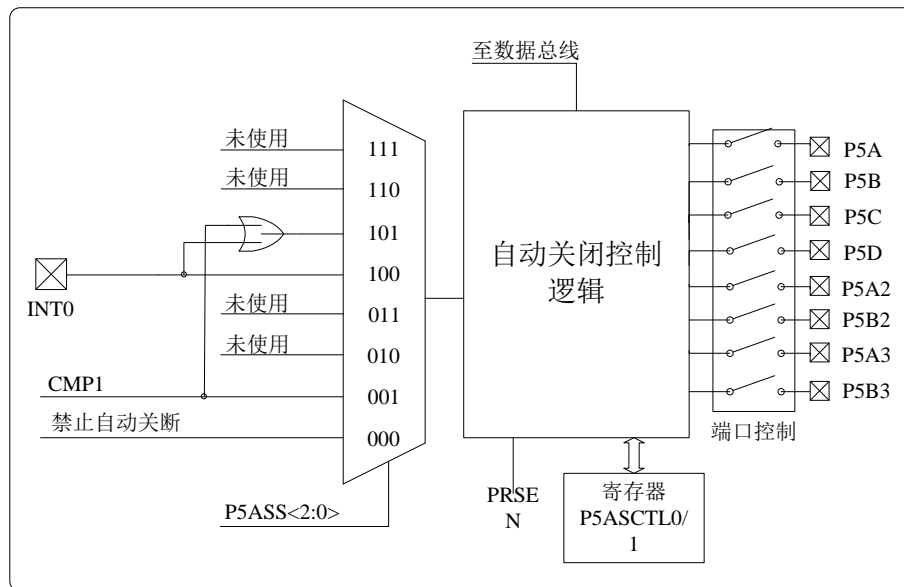 至数据总线
未使用
111
未使用
110
101
100
INT0
未使用
011
未使用
010
CMP1
001
禁止自动关断
000
P5ASS<2:0>
自动关闭控制
逻辑
P5A
P5B
P5C
P5D
P5A2
P5B2
P5A3
P5B3
端口控制
PRSE
N
寄存器
P5ASCTL0/
1